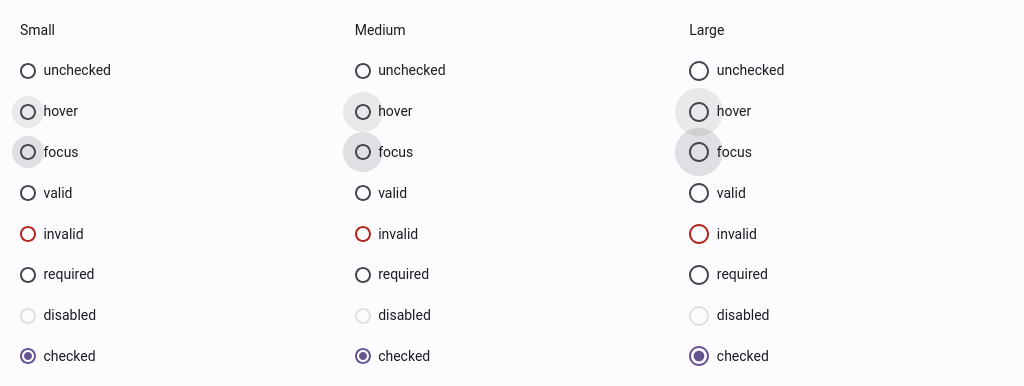 Small
unchecked
hover
focus
valid
invalid
required
disabled
checked
Medium
unchecked
hover
focus
valid
invalid
required
disabled
checked
Large
unchecked
hover
focus
valid
invalid
required
disabled
checked